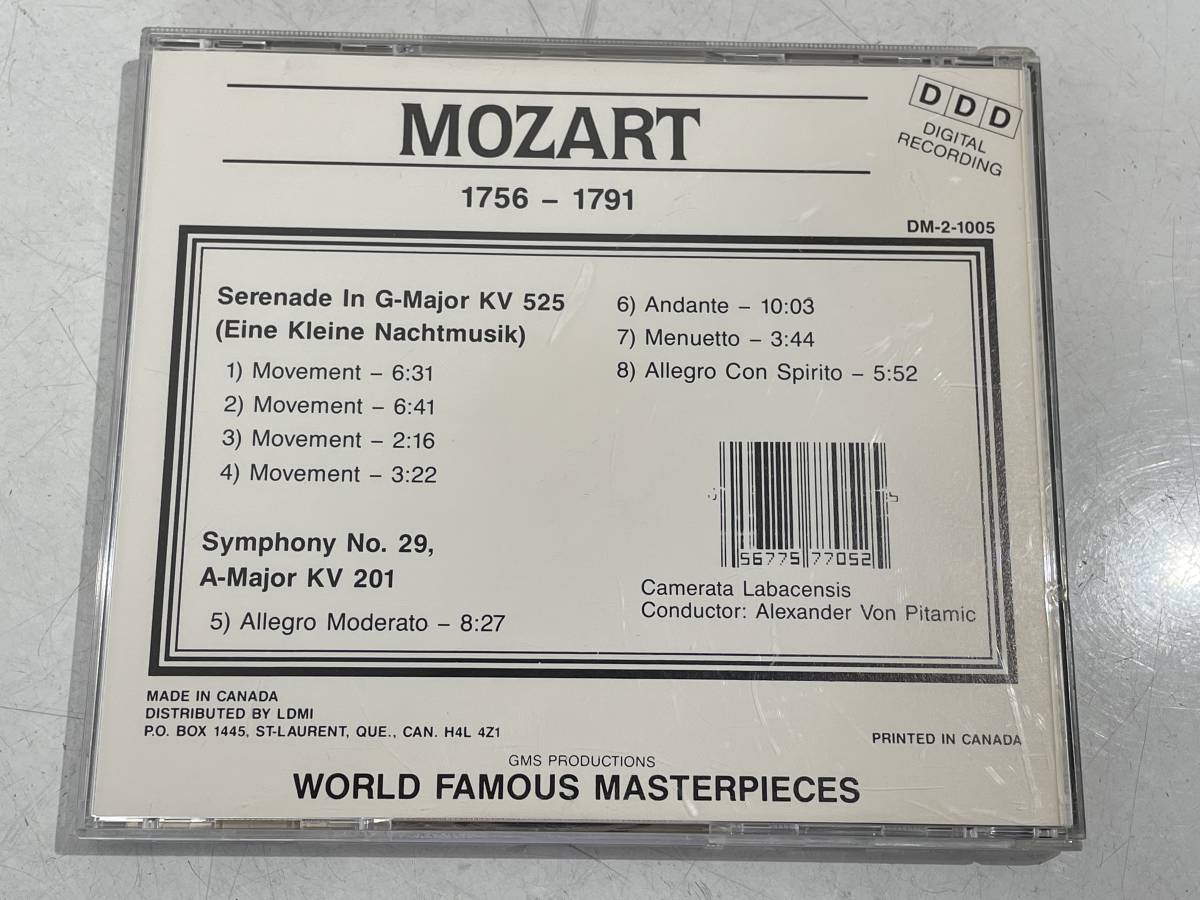 MOZART
1756 – 1791
DDD
DIGITAL
RECORDING
DM-2-1005
Serenade In G-Major KV 525
(Eine Kleine Nachtmusik)
1) Movement – 6:31
2) Movement – 6:41
3) Movement – 2:16
4) Movement – 3:22
Symphony No. 29,
A-Major KV 201
5) Allegro Moderato – 8:27
6) Andante – 10:03
7) Menuetto – 3:44
8) Allegro Con Spirito – 5:52
56775 77052
Camerata Labacensis
Conductor: Alexander Von Pitamic
MADE IN CANADA
DISTRIBUTED BY LDMI
P.O. BOX 1445, ST-LAURENT, QUE., CAN. H4L 4Z1
PRINTED IN CANADA
GMS PRODUCTIONS
WORLD FAMOUS MASTERPIECES